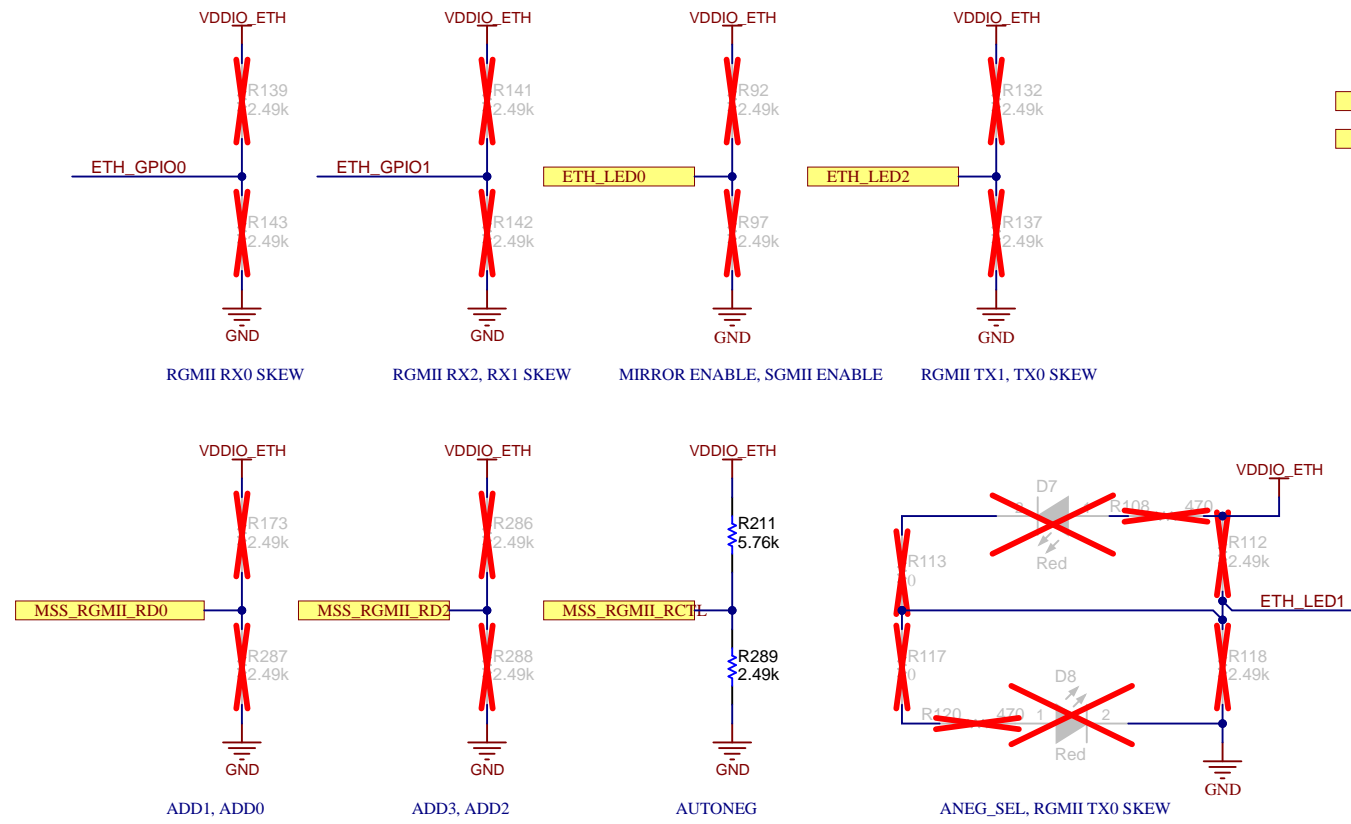 VDDIO_ETH
VDDIO_ETH
VDDIO_ETH
VDDIO_ETH
R139
2.49k
R141
2.49k
R92
2.49k
R132
2.49k
ETH_GPIO0
ETH_GPIO1
ETH_LED0
ETH_LED2
R143
2.49k
R142
2.49k
R97
2.49k
R137
2.49k
GND
GND
GND
GND
RGMII RX0 SKEW
RGMII RX2, RX1 SKEW
MIRROR ENABLE, SGMII ENABLE
RGMII TX1, TX0 SKEW
VDDIO_ETH
VDDIO_ETH
VDDIO_ETH
VDDIO_ETH
R173
2.49k
R286
2.49k
R211
5.76k
D7
2
1
Red
R108
470
R113
0
R112
2.49k
MSS_RGMII_RD0
MSS_RGMII_RD2
MSS_RGMII_RCTL
ETH_LED1
R287
2.49k
R288
2.49k
R289
2.49k
R117
0
R118
2.49k
R120
470
D8
1
2
Red
GND
GND
GND
GND
ADD1, ADD0
ADD3, ADD2
AUTONEG
ANEG_SEL, RGMII TX0 SKEW